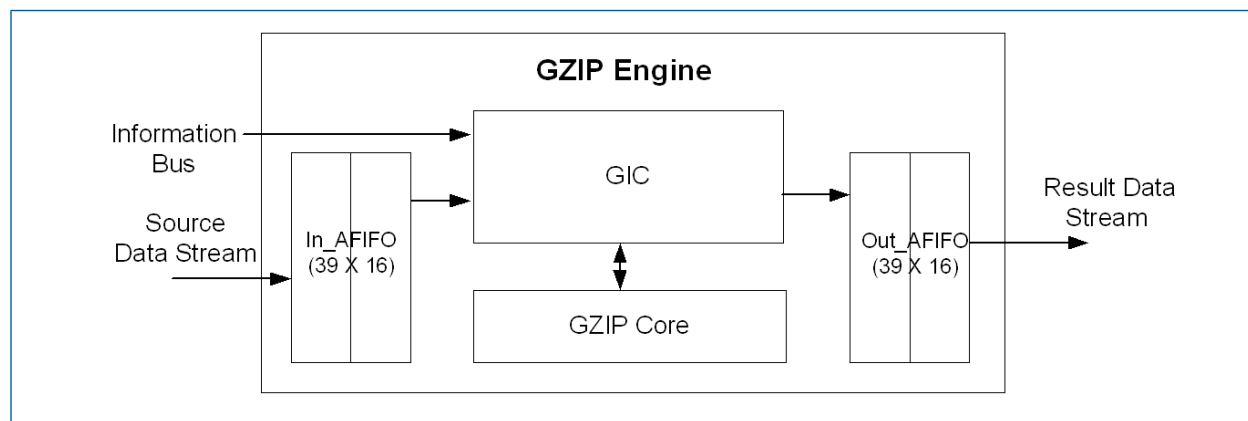 GZIP Engine
Information
Bus
Source
Data Stream
In_AFIFO
(39 X 16)
GIC
GZIP Core
Out_AFIFO
(39 X 16)
Result Data
Stream